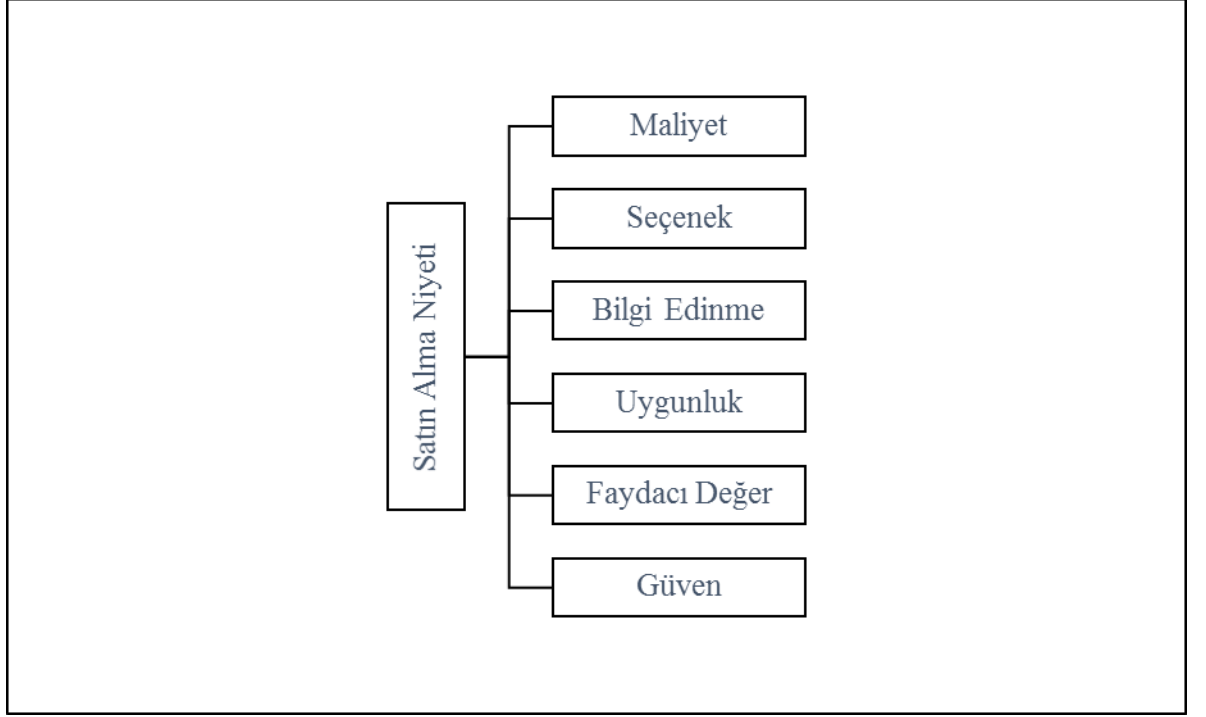 Satın Alma Niyeti
Maliyet
Seçenek
Bilgi Edinme
Uygunluk
Faydacı Değer
Güven